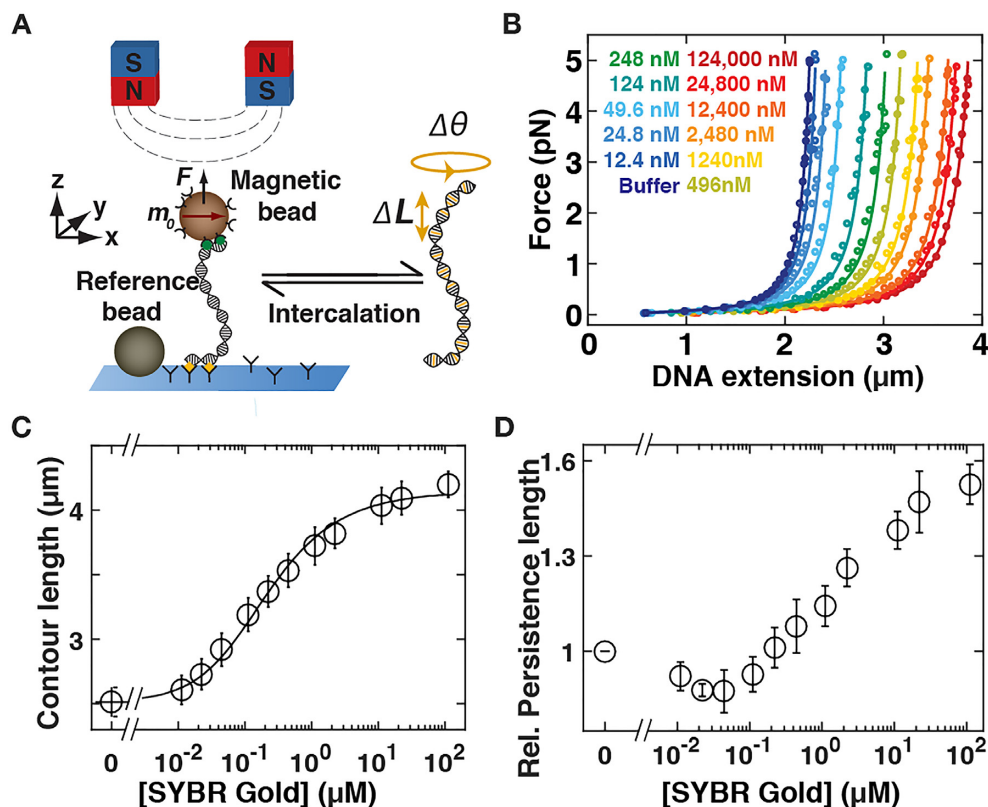 A
S
N
N
S
Δθ
z
y
x
F
m₀
Magnetic
bead
ΔL
Reference
bead
Intercalation
B
Force (pN)
5
4
3
2
1
0
248 nM 124,000 nM
124 nM 24,800 nM
49.6 nM 12,400 nM
24.8 nM 2,480 nM
12.4 nM 1240nM
Buffer 496nM
0 1 2 3 4
DNA extension (µm)
C
Contour length (µm)
4
3
0 10⁻² 10⁻¹ 10⁰ 10¹ 10²
[SYBR Gold] (µM)
D
Rel. Persistence length
1.6
1.3
1
0 10⁻² 10⁻¹ 10⁰ 10¹ 10²
[SYBR Gold] (µM)